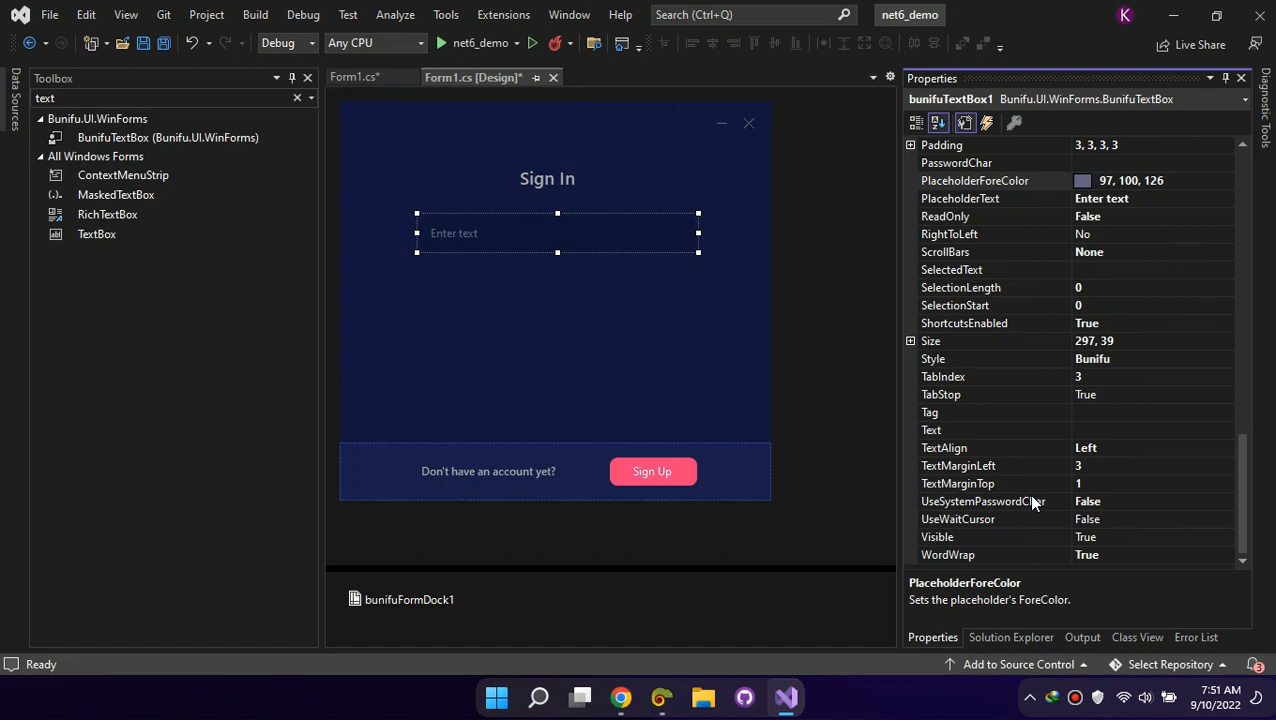 File Edit View Git Project Build Debug Test Analyze Tools Extensions Window Help Search (Ctrl+Q) net6_demo K
Debug Any CPU net6_demo Live Share
Data Sources
Toolbox
text
Bunifu.UI.WinForms
BunifuTextBox (Bunifu.UI.WinForms)
All Windows Forms
ContextMenuStrip
MaskedTextBox
RichTextBox
TextBox
Form1.cs* Form1.cs [Design]*
Sign In
Enter text
Don't have an account yet? Sign Up
bunifuFormDock1
Properties
bunifuTextBox1 Bunifu.UI.WinForms.BunifuTextBox
Padding 3, 3, 3, 3
PasswordChar
PlaceholderForeColor 97, 100, 126
PlaceholderText Enter text
ReadOnly False
RightToLeft No
ScrollBars None
SelectedText
SelectionLength 0
SelectionStart 0
ShortcutsEnabled True
Size 297, 39
Style Bunifu
TabIndex 3
TabStop True
Tag
Text
TextAlign Left
TextMarginLeft 3
TextMarginTop 1
UseSystemPasswordChar False
UseWaitCursor False
Visible True
WordWrap True
PlaceholderForeColor
Sets the placeholder's ForeColor.
Properties Solution Explorer Output Class View Error List
Diagnostic Tools
Ready Add to Source Control Select Repository 3
7:51 AM
9/10/2022